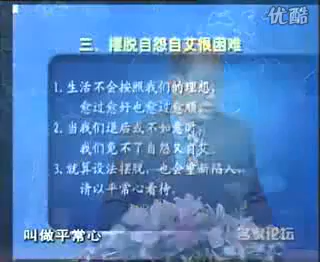 优酷
三、摆脱自怨自艾很困难
1.生活不会按照我们的理想,
愈过愈好也愈过愈顺。
2.当我们退后或不如意时,
我们免不了自怨又自艾。
3.就算设法摆脱,也会重新陷入,
请以平常心看待。
叫做平常心
名家论坛